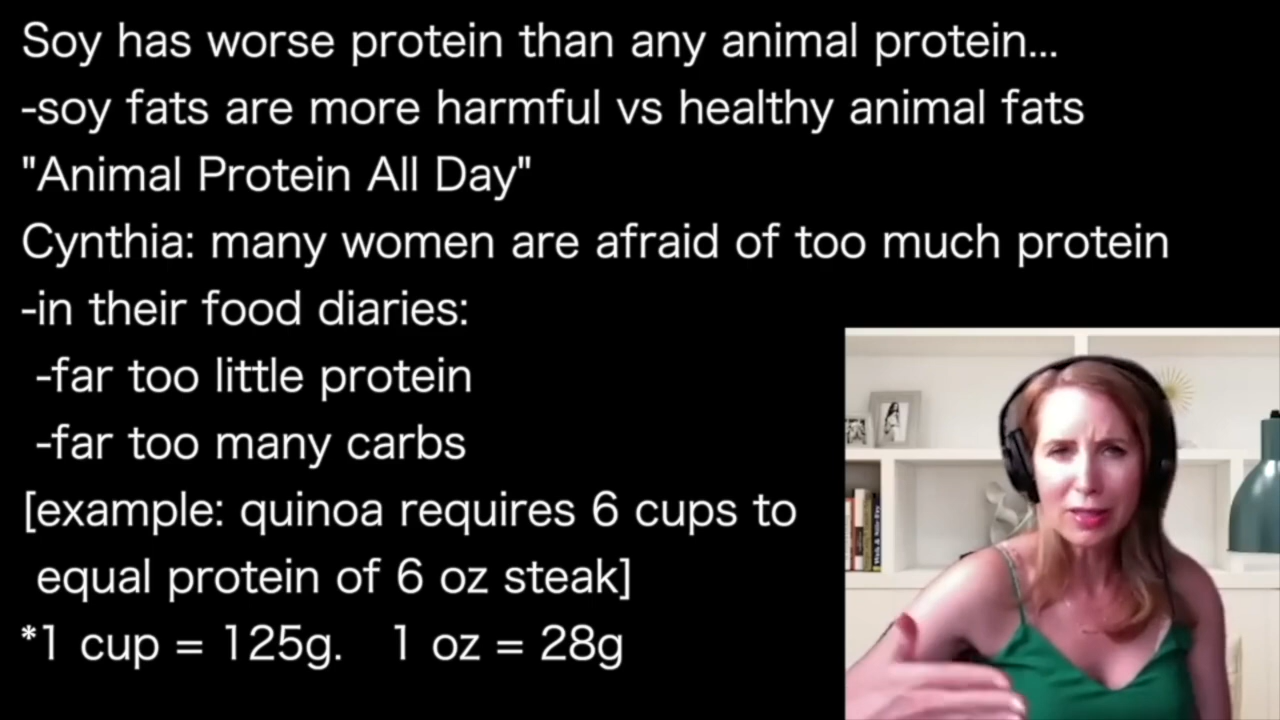 Soy has worse protein than any animal protein...
-soy fats are more harmful vs healthy animal fats
"Animal Protein All Day"
Cynthia: many women are afraid of too much protein
-in their food diaries:
-far too little protein
-far too many carbs
[example: quinoa requires 6 cups to
equal protein of 6 oz steak]
*1 cup = 125g. 1 oz = 28g